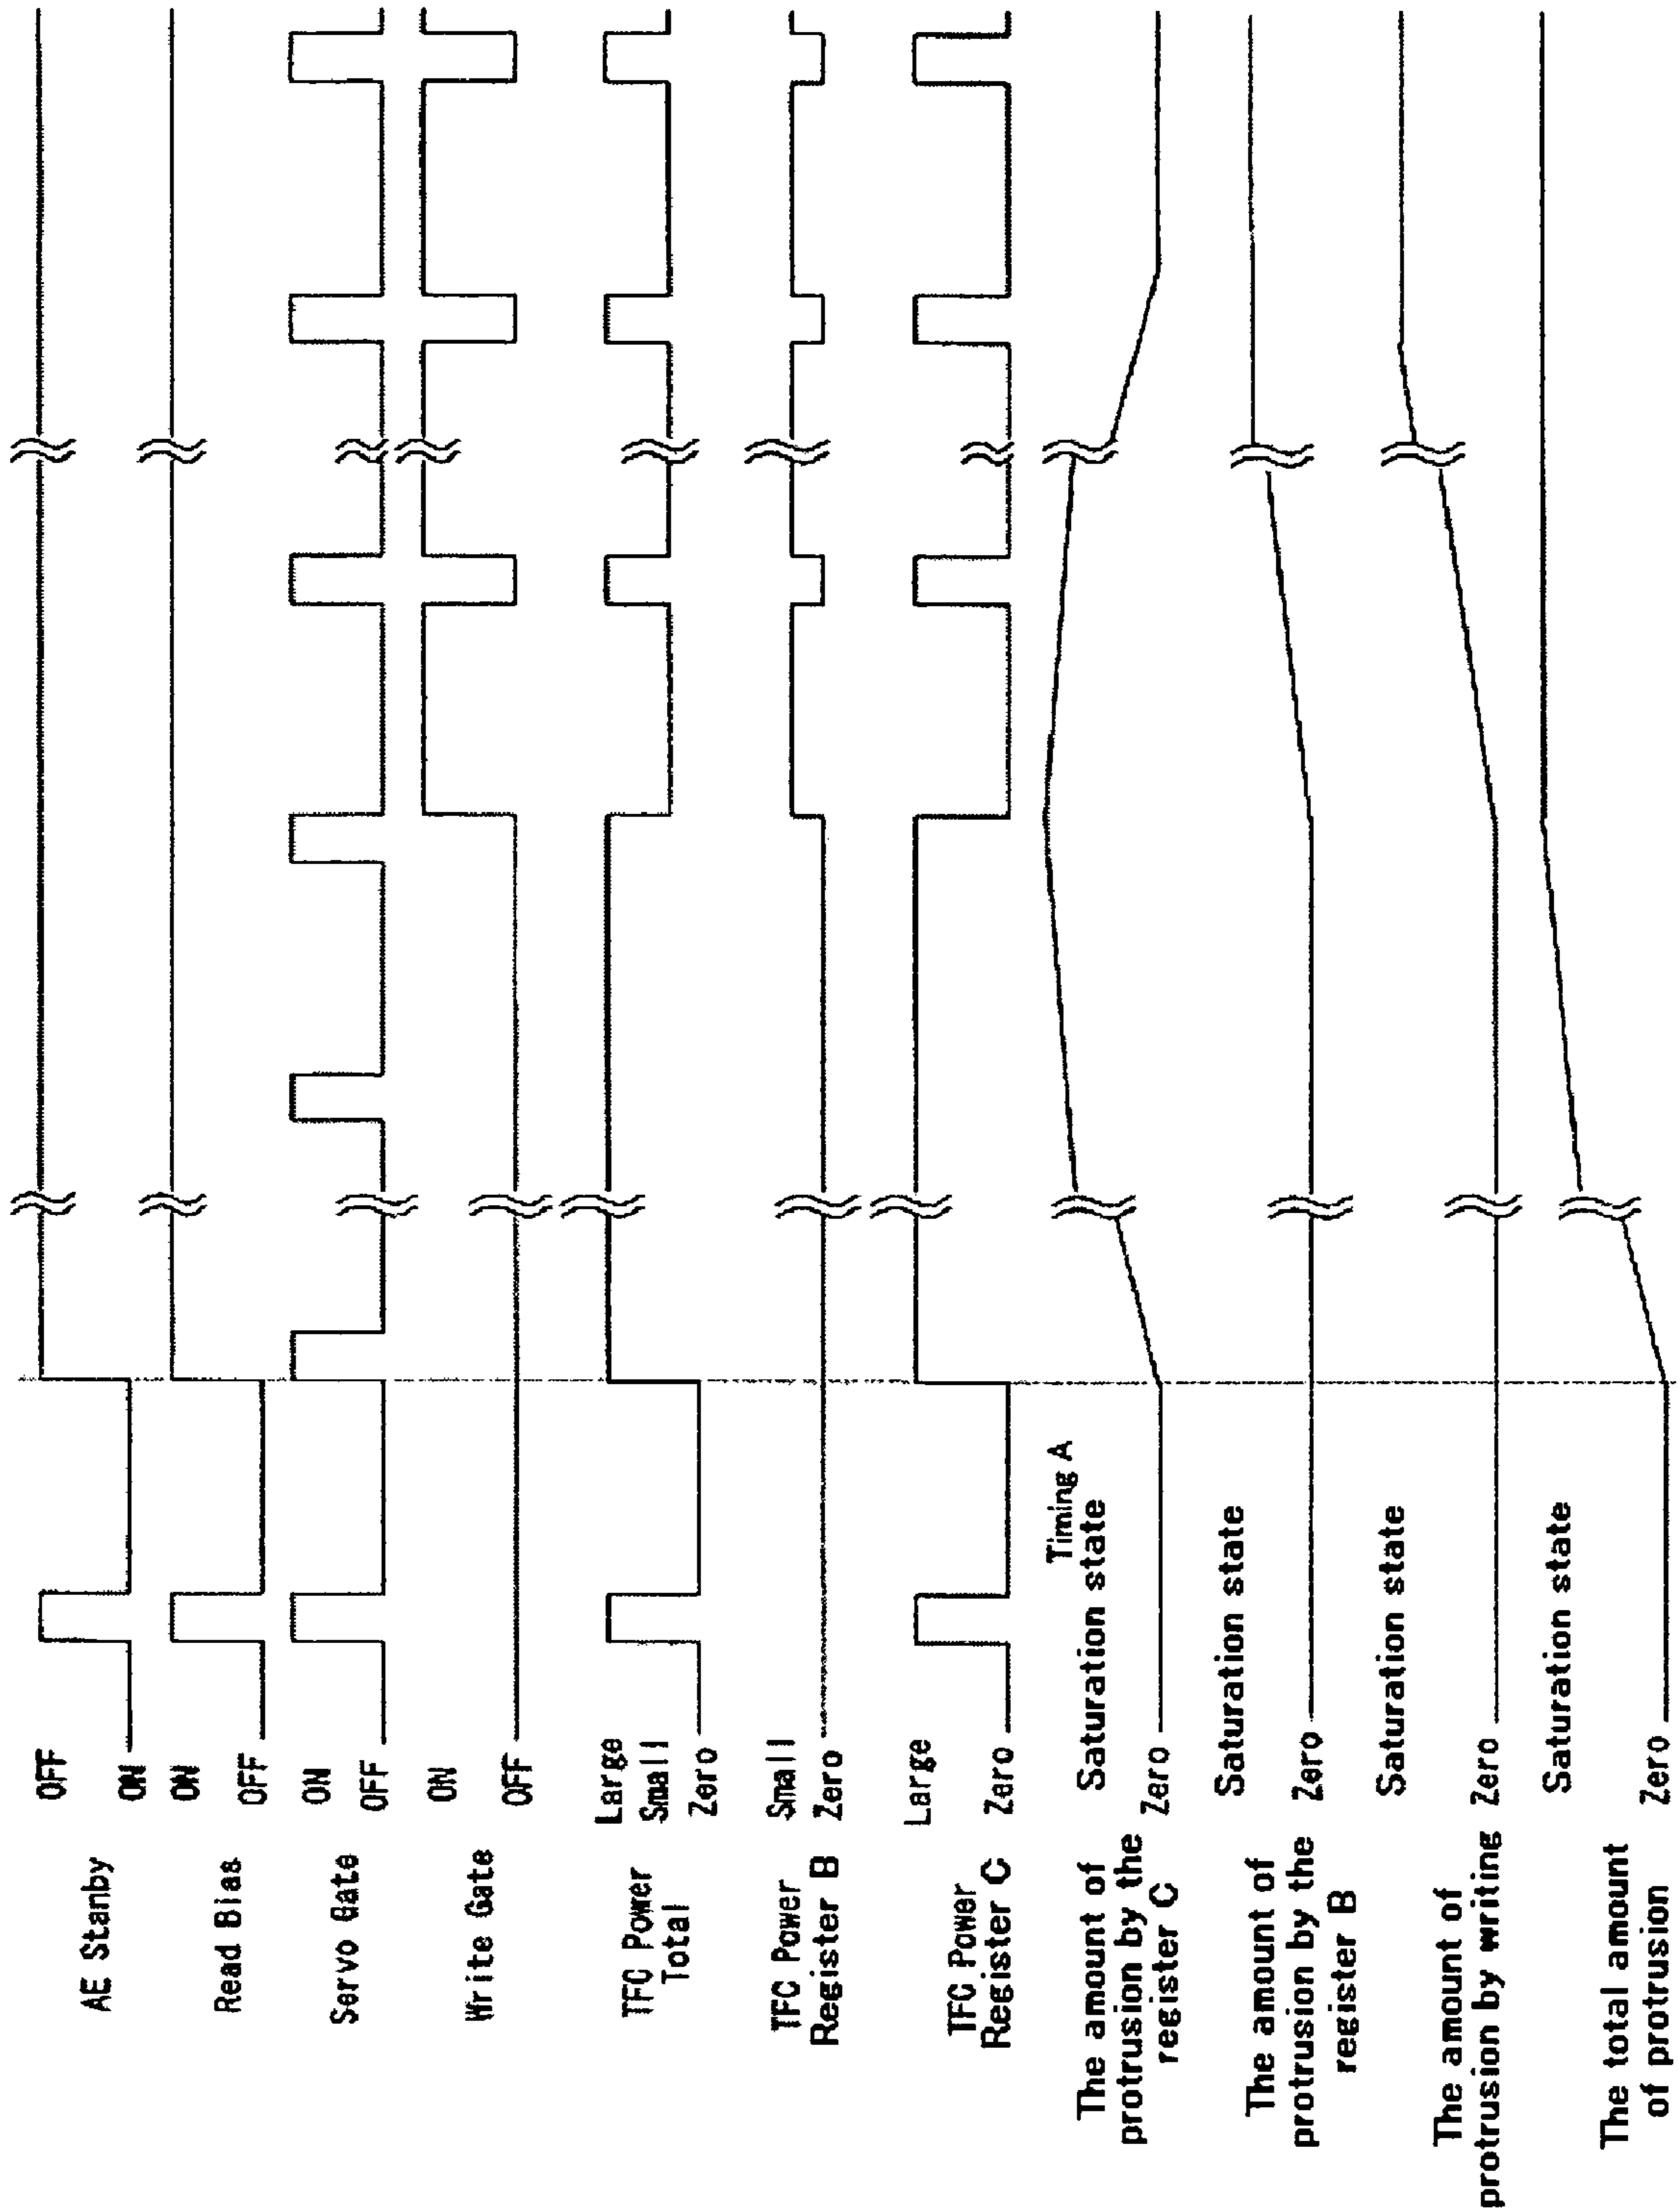 AE Stanby
OFF
ON
Read Bias
ON
OFF
Servo Gate
ON
OFF
Write Gate
ON
OFF
TFC Power
Total
Large
Small
Zero
TFC Power
Register B
Small
Zero
TFC Power
Register C
Large
Zero
Timing A
The amount of
protrusion by the
register C
Saturation state
Zero
The amount of
protrusion by the
register B
Saturation state
Zero
The amount of
protrusion by writing
Saturation state
Zero
The total amount
of protrusion
Saturation state
Zero